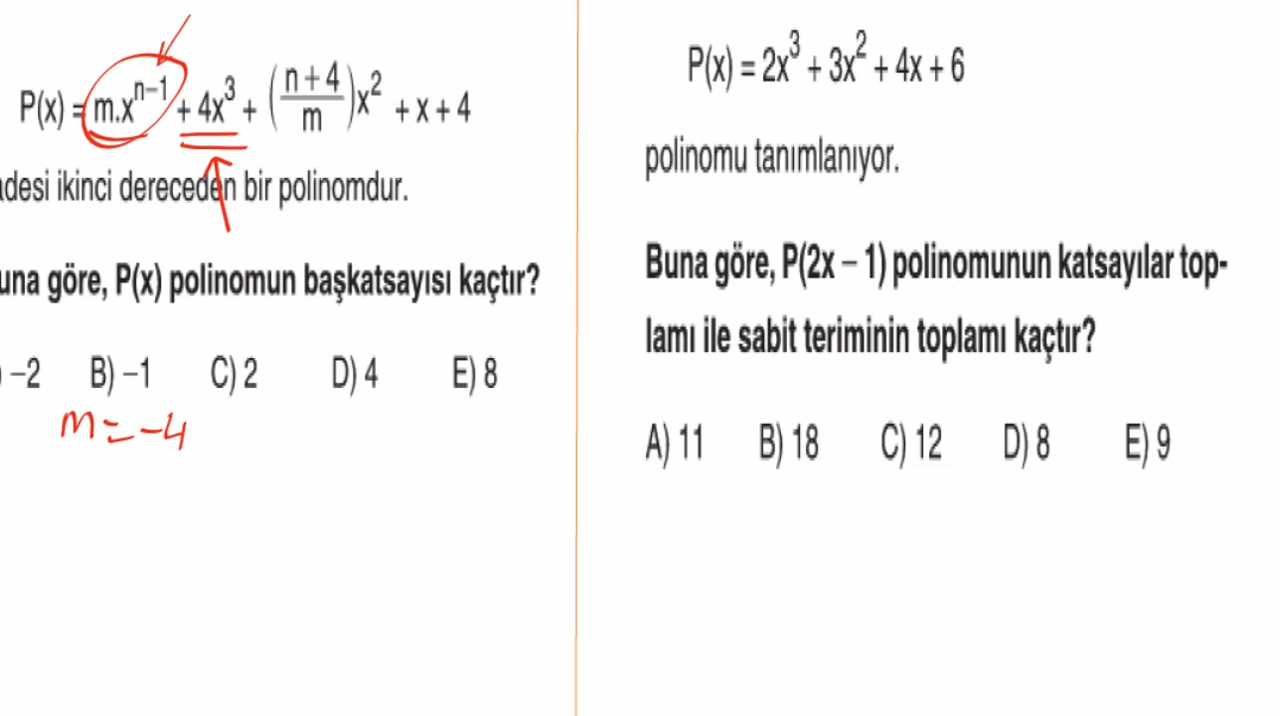 P(x) = m.x^{n-1} + 4x^3 + (\frac{n+4}{m})x^2 + x + 4
ikinci dereceden bir polinomdur.
göre, P(x) polinomun başkatsayısı kaçtır?
) -2 B) -1 C) 2 D) 4 E) 8
m = -4
P(x) = 2x^3 + 3x^2 + 4x + 6
polinomu tanımlanıyor.
Buna göre, P(2x - 1) polinomunun katsayılar top-
lamı ile sabit teriminin toplamı kaçtır?
A) 11 B) 18 C) 12 D) 8 E) 9